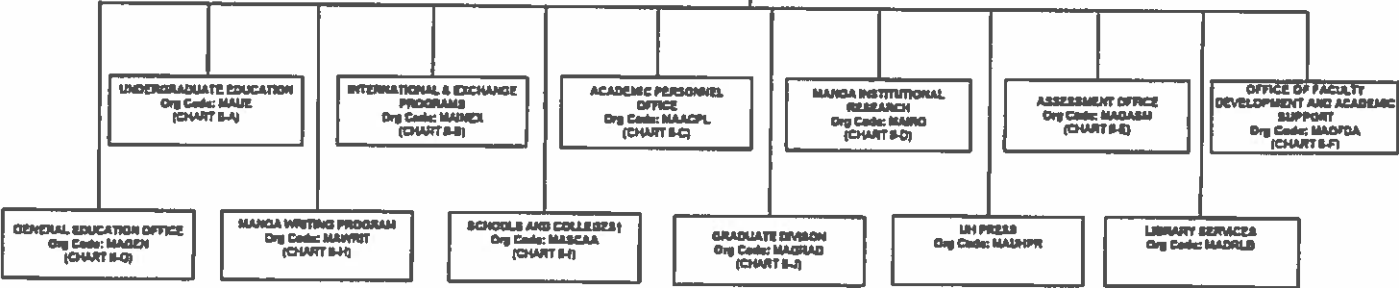 UNDERGRADUATE EDUCATION
Org Code: MAUE
(CHART II-A)
INTERNATIONAL & EXCHANGE
PROGRAMS
Org Code: MAINEX
(CHART II-B)
ACADEMIC PERSONNEL
OFFICE
Org Code: MAACPL
(CHART II-C)
MANOA INSTITUTIONAL
RESEARCH
Org Code: MAIRO
(CHART II-D)
ASSESSMENT OFFICE
Org Code: MAOASM
(CHART II-E)
OFFICE OF FACULTY
DEVELOPMENT AND ACADEMIC
SUPPORT
Org Code: MAOFDA
(CHART II-F)
GENERAL EDUCATION OFFICE
Org Code: MAGEN
(CHART II-G)
MANOA WRITING PROGRAM
Org Code: MAWRIT
(CHART II-H)
SCHOOLS AND COLLEGES†
Org Code: MASCAA
(CHART II-I)
GRADUATE DIVISON
Org Code: MAGRAD
(CHART II-J)
UH PRESS
Org Code: MAUHPR
LIBRARY SERVICES
Org Code: